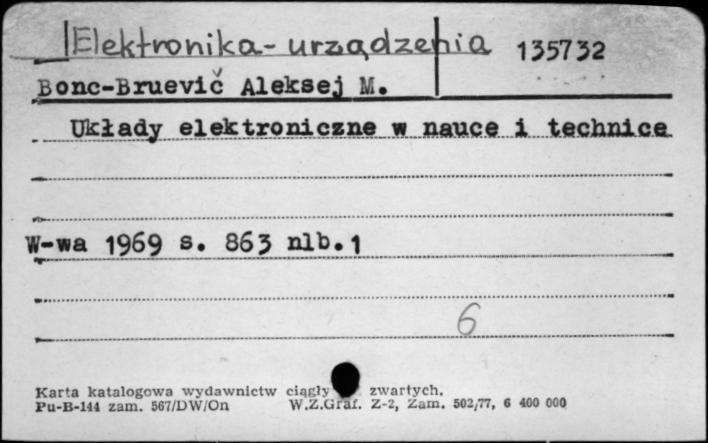 Elektronika - urządzenia 135732
Bonc-Bruevič Aleksej M.
Układy elektroniczne w nauce i technice
W-wa 1969 s. 863 nlb.1
6
Karta katalogowa wydawnictw ciągły zwartych.
Pu-B-144 zam. 567/DW/On W.Z.Graf. Z-2, Zam. 502/77, 6 400 000